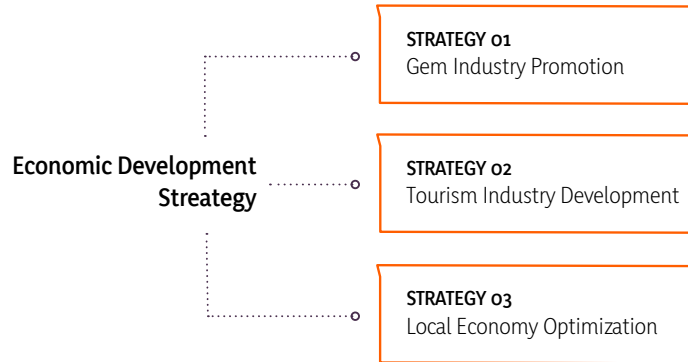 STRATEGY 01
Gem Industry Promotion
Economic Development
Streategy
STRATEGY 02
Tourism Industry Development
STRATEGY 03
Local Economy Optimization